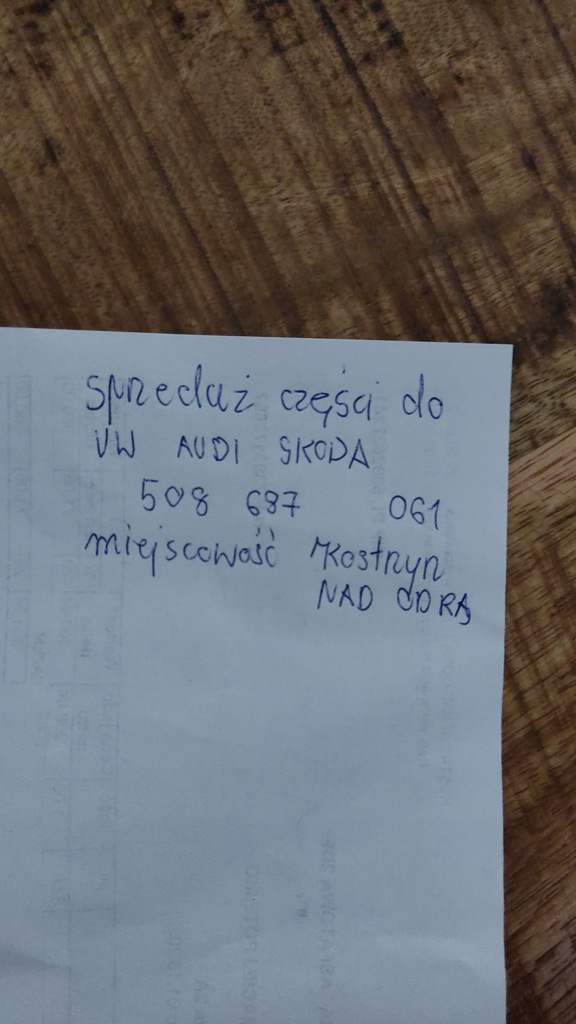 sprzedaż części do
VW AUDI SKODA
508 687 061
miejscowość Kostrzyn
NAD ODRĄ